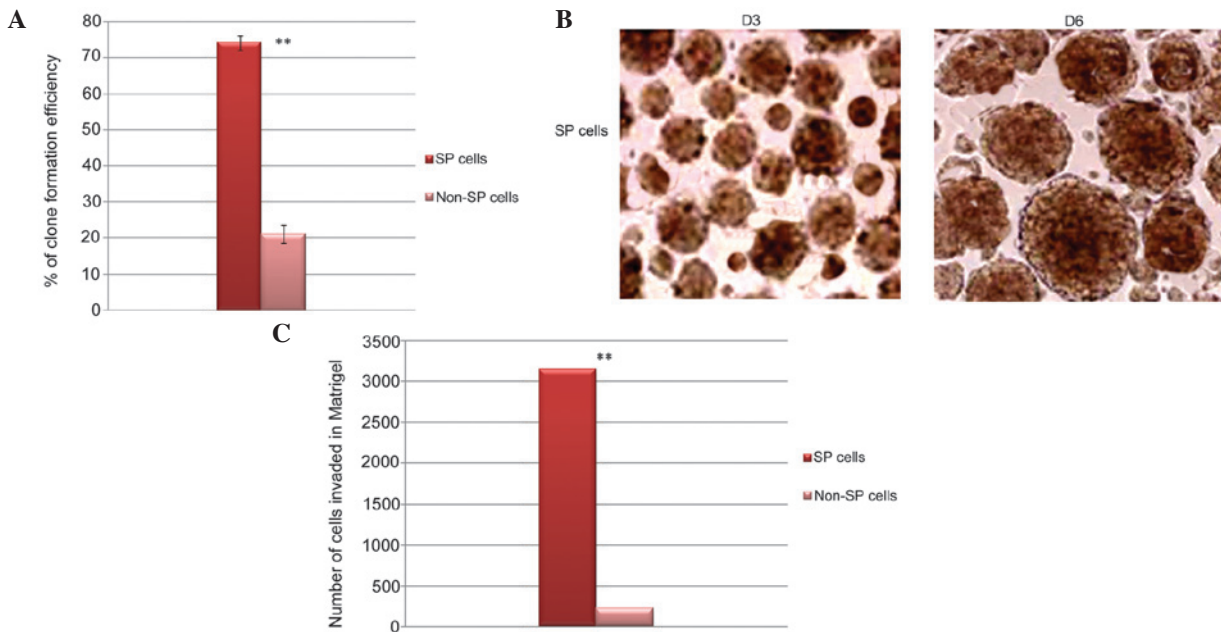 A
% of clone formation efficiency
80
70
60
50
40
30
20
10
0
**
SP cells
Non-SP cells
B
D3
D6
SP cells
C
Number of cells invaded in Matrigel
3500
3000
2500
2000
1500
1000
500
0
**
SP cells
Non-SP cells